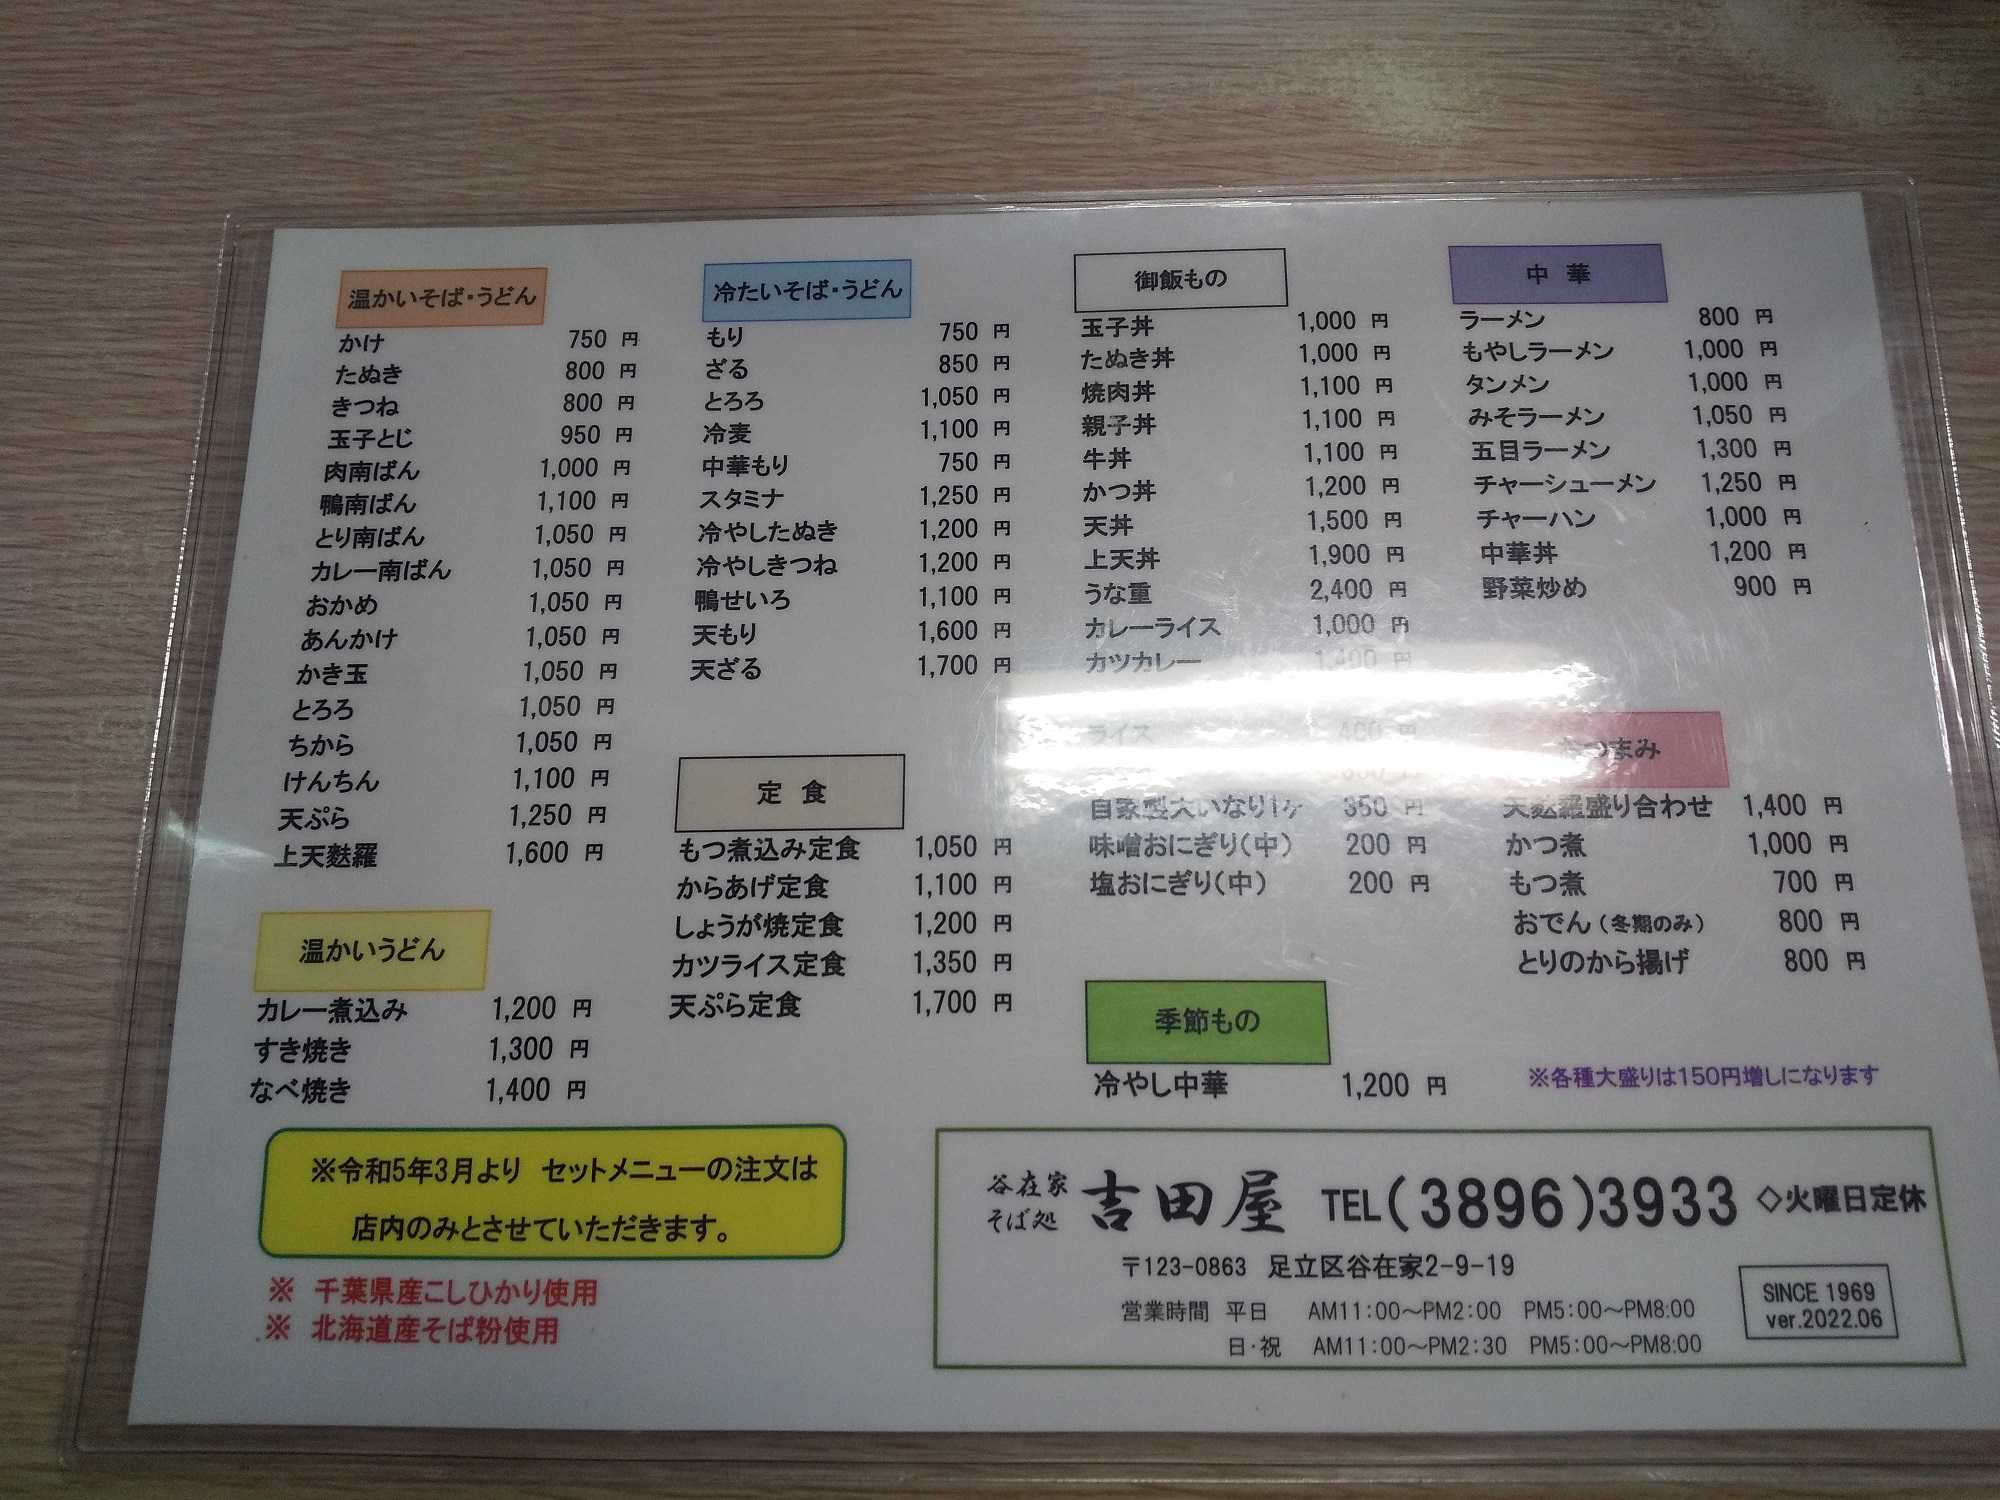 温かいそば・うどん
かけ 750 円
たぬき 800 円
きつね 800 円
玉子とじ 950 円
肉南ばん 1,000 円
鴨南ばん 1,100 円
とり南ばん 1,050 円
カレー南ばん 1,050 円
おかめ 1,050 円
あんかけ 1,050 円
かき玉 1,050 円
とろろ 1,050 円
ちから 1,050 円
けんちん 1,100 円
天ぷら 1,250 円
上天麩羅 1,600 円
温かいうどん
カレー煮込み 1,200 円
すき焼き 1,300 円
なべ焼き 1,400 円
冷たいそば・うどん
もり 750 円
ざる 850 円
とろろ 1,050 円
冷麦 1,100 円
中華もり 750 円
スタミナ 1,250 円
冷やしたぬき 1,200 円
冷やしきつね 1,200 円
鴨せいろ 1,100 円
天もり 1,600 円
天ざる 1,700 円
定 食
もつ煮込み定食 1,050 円
からあげ定食 1,100 円
しょうが焼定食 1,200 円
カツライス定食 1,350 円
天ぷら定食 1,700 円
御飯もの
玉子丼 1,000 円
たぬき丼 1,000 円
焼肉丼 1,100 円
親子丼 1,100 円
牛丼 1,100 円
かつ丼 1,200 円
天丼 1,500 円
上天丼 1,900 円
うな重 2,400 円
カレーライス 1,000 円
カツカレー 1,400 円
ライス 400 円
自家製大いなり1ヶ 350 円
味噌おにぎり(中) 200 円
塩おにぎり(中) 200 円
季節もの
冷やし中華 1,200 円
中 華
ラーメン 800 円
もやしラーメン 1,000 円
タンメン 1,000 円
みそラーメン 1,050 円
五目ラーメン 1,300 円
チャーシューメン 1,250 円
チャーハン 1,000 円
中華丼 1,200 円
野菜炒め 900 円
おつまみ
天麩羅盛り合わせ 1,400 円
かつ煮 1,000 円
もつ煮 700 円
おでん(冬期のみ) 800 円
とりのから揚げ 800 円
※各種大盛りは150円増しになります
※令和5年3月より セットメニューの注文は
店内のみとさせていただきます。
※ 千葉県産こしひかり使用
※ 北海道産そば粉使用
谷在家
そば処
吉田屋 TEL(3896)3933 ◇火曜日定休
〒123-0863 足立区谷在家2-9-19
営業時間 平日 AM11:00～PM2:00 PM5:00～PM8:00
日・祝 AM11:00～PM2:30 PM5:00～PM8:00
SINCE 1969
ver.2022.06